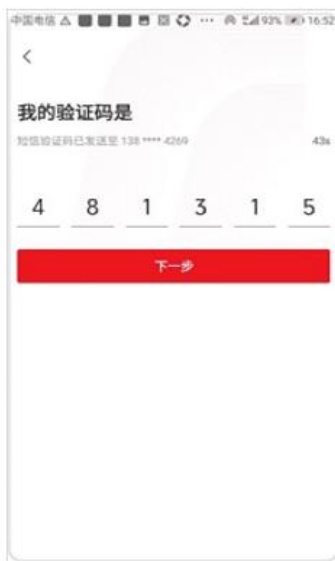 中国电信 93% 16:52
我的验证码是
短信验证码已发送至 138 **** 4269 43s
4 8 1 3 1 5
下一步